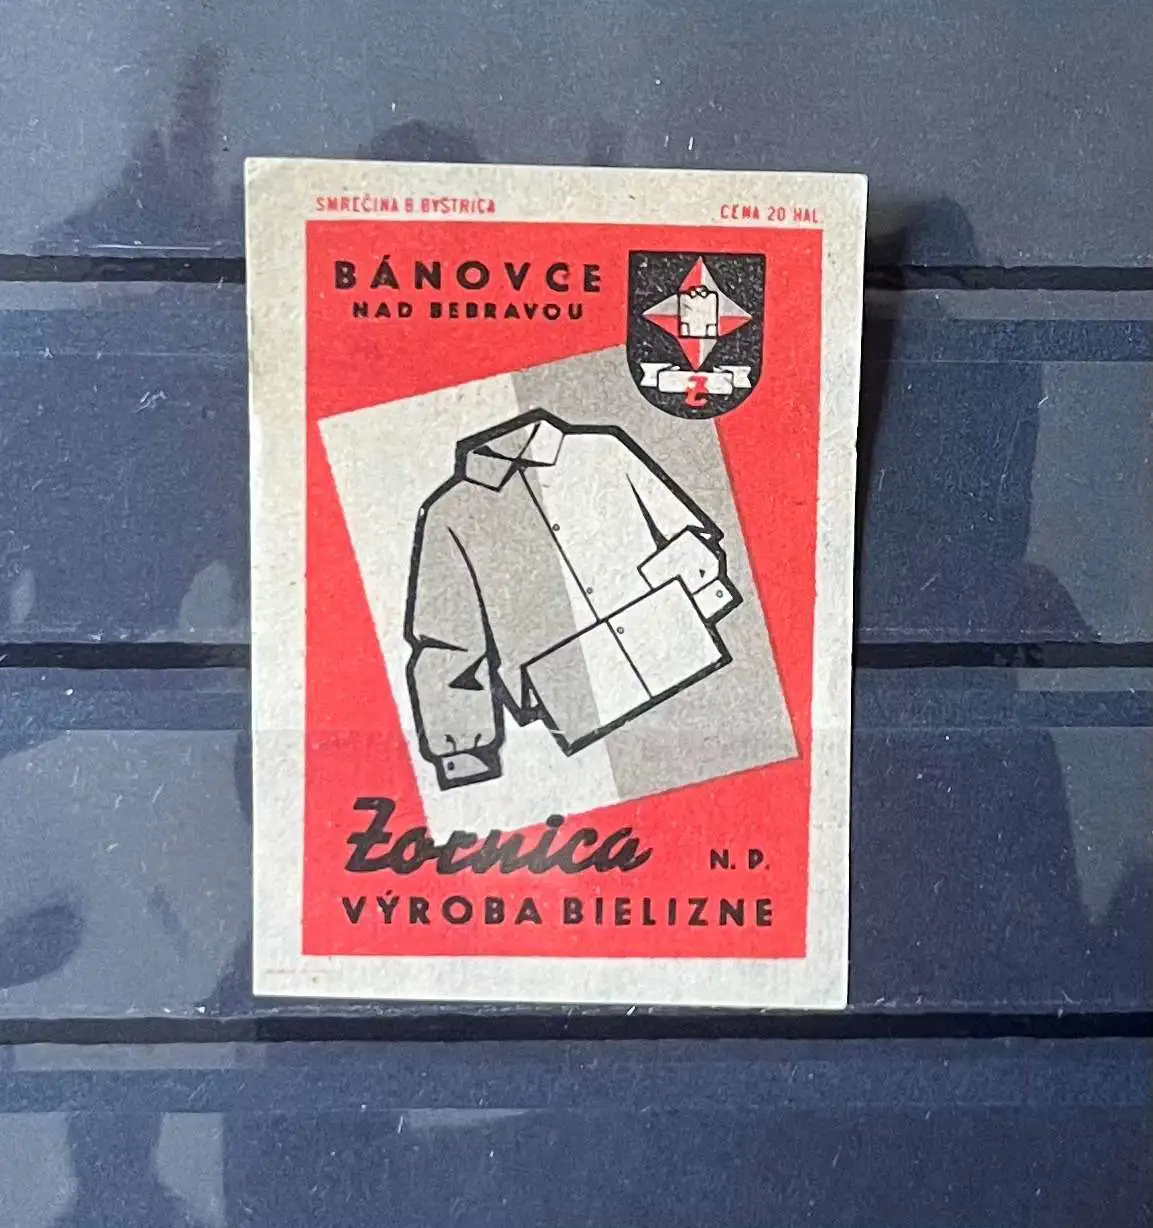 SMREČINA B. BYSTRICA
CENA 20 HAL.
BÁNOVCE
NAD BEBRAVOU
Z
Zornica N. P.
VÝROBA BIELIZNE